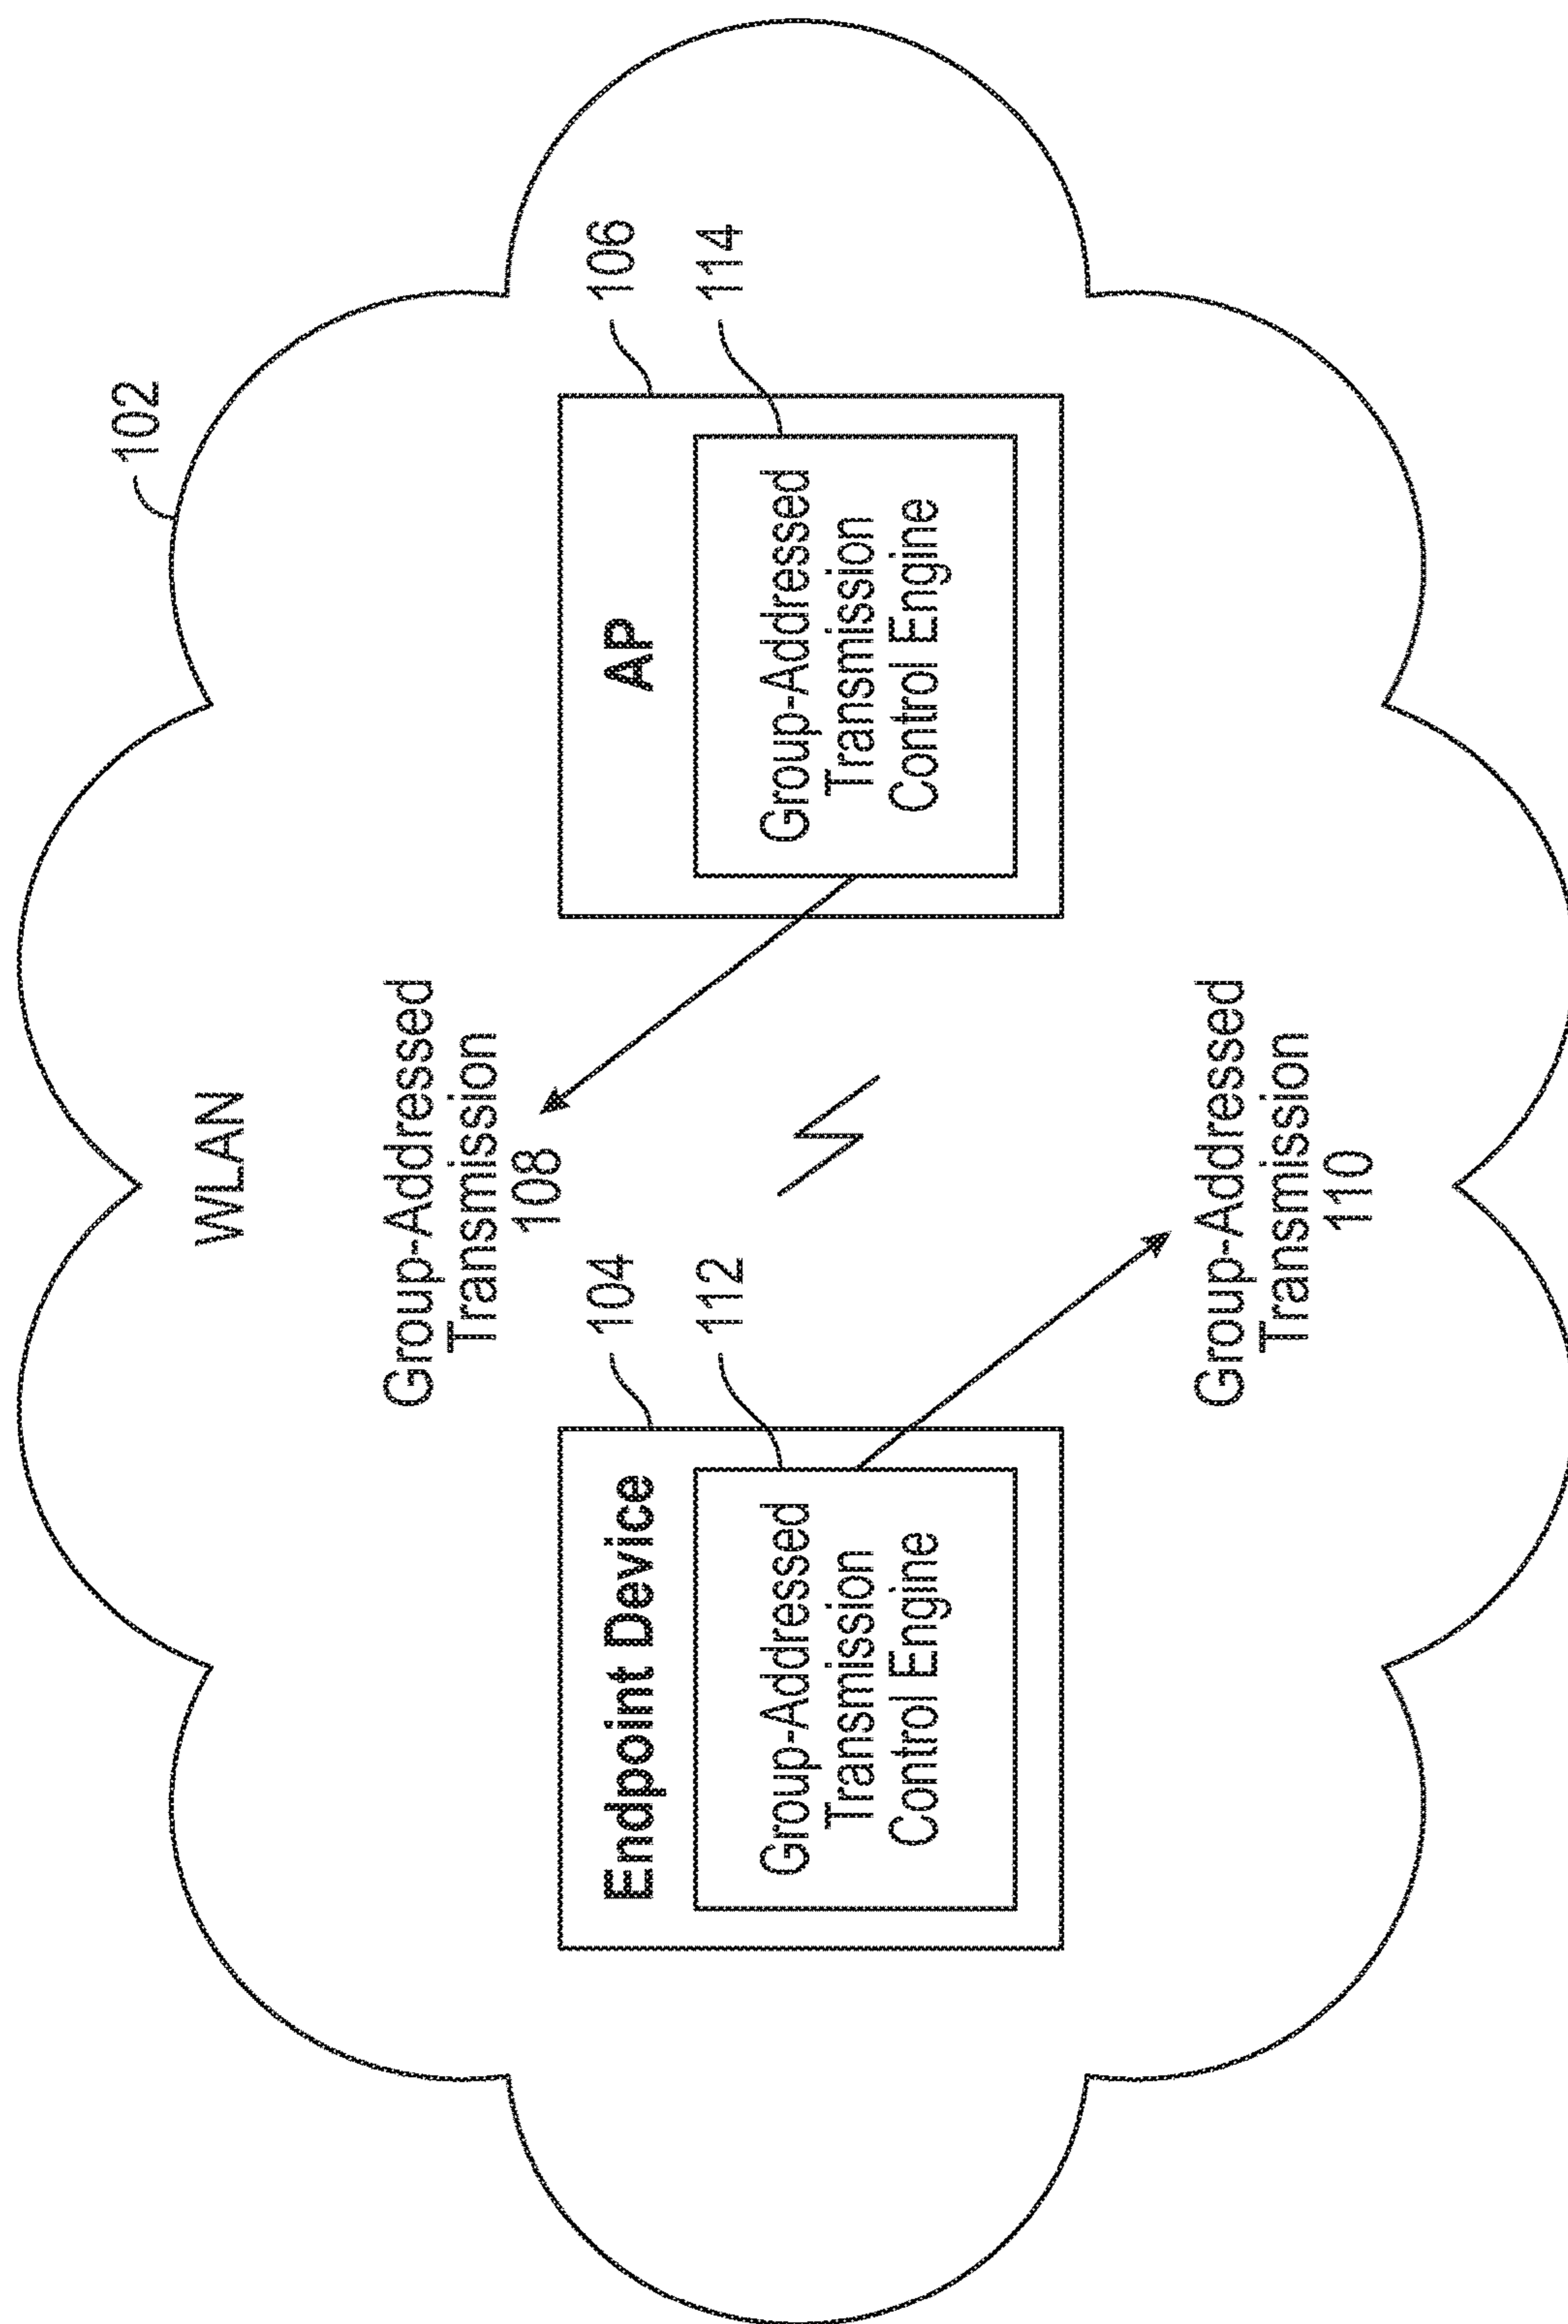 102
WLAN
Group-Addressed
Transmission
108
104
Endpoint Device
112
Group-Addressed
Transmission
Control Engine
106
AP
114
Group-Addressed
Transmission
Control Engine
Group-Addressed
Transmission
110